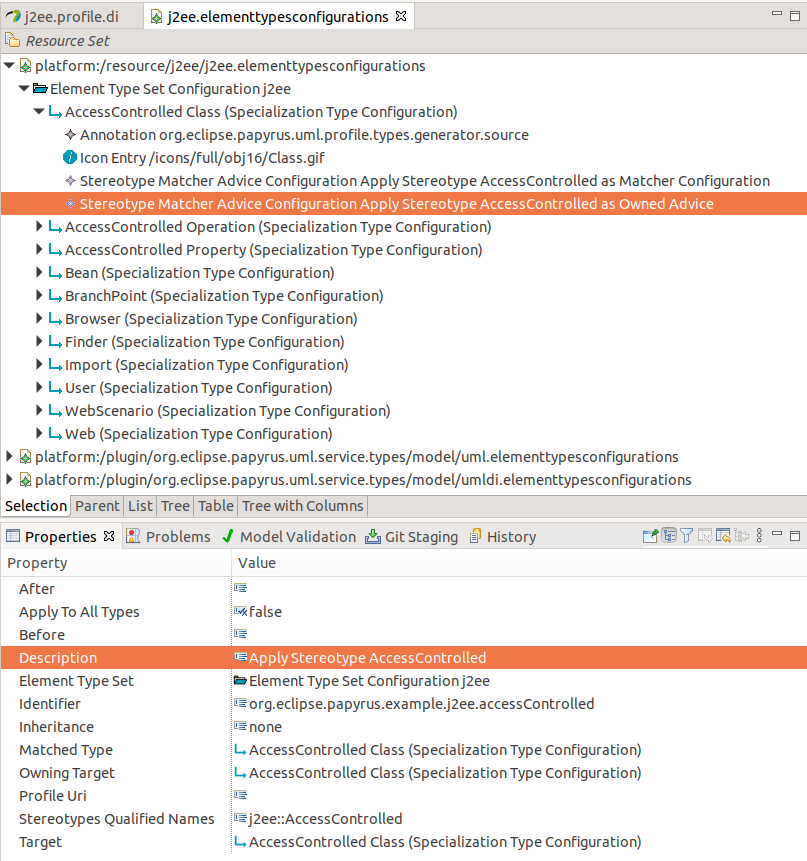 j2ee.profile.di j2ee.elementtypesconfigurations
Resource Set
platform:/resource/j2ee/j2ee.elementtypesconfigurations
Element Type Set Configuration j2ee
AccessControlled Class (Specialization Type Configuration)
Annotation org.eclipse.papyrus.uml.profile.types.generator.source
Icon Entry /icons/full/obj16/Class.gif
Stereotype Matcher Advice Configuration Apply Stereotype AccessControlled as Matcher Configuration
Stereotype Matcher Advice Configuration Apply Stereotype AccessControlled as Owned Advice
AccessControlled Operation (Specialization Type Configuration)
AccessControlled Property (Specialization Type Configuration)
Bean (Specialization Type Configuration)
BranchPoint (Specialization Type Configuration)
Browser (Specialization Type Configuration)
Finder (Specialization Type Configuration)
Import (Specialization Type Configuration)
User (Specialization Type Configuration)
WebScenario (Specialization Type Configuration)
Web (Specialization Type Configuration)
platform:/plugin/org.eclipse.papyrus.uml.service.types/model/uml.elementtypesconfigurations
platform:/plugin/org.eclipse.papyrus.uml.service.types/model/umldi.elementtypesconfigurations
Selection Parent List Tree Table Tree with Columns
Properties Problems Model Validation Git Staging History
Property Value
After
Apply To All Types false
Before
Description Apply Stereotype AccessControlled
Element Type Set Element Type Set Configuration j2ee
Identifier org.eclipse.papyrus.example.j2ee.accessControlled
Inheritance none
Matched Type AccessControlled Class (Specialization Type Configuration)
Owning Target AccessControlled Class (Specialization Type Configuration)
Profile Uri
Stereotypes Qualified Names j2ee::AccessControlled
Target AccessControlled Class (Specialization Type Configuration)